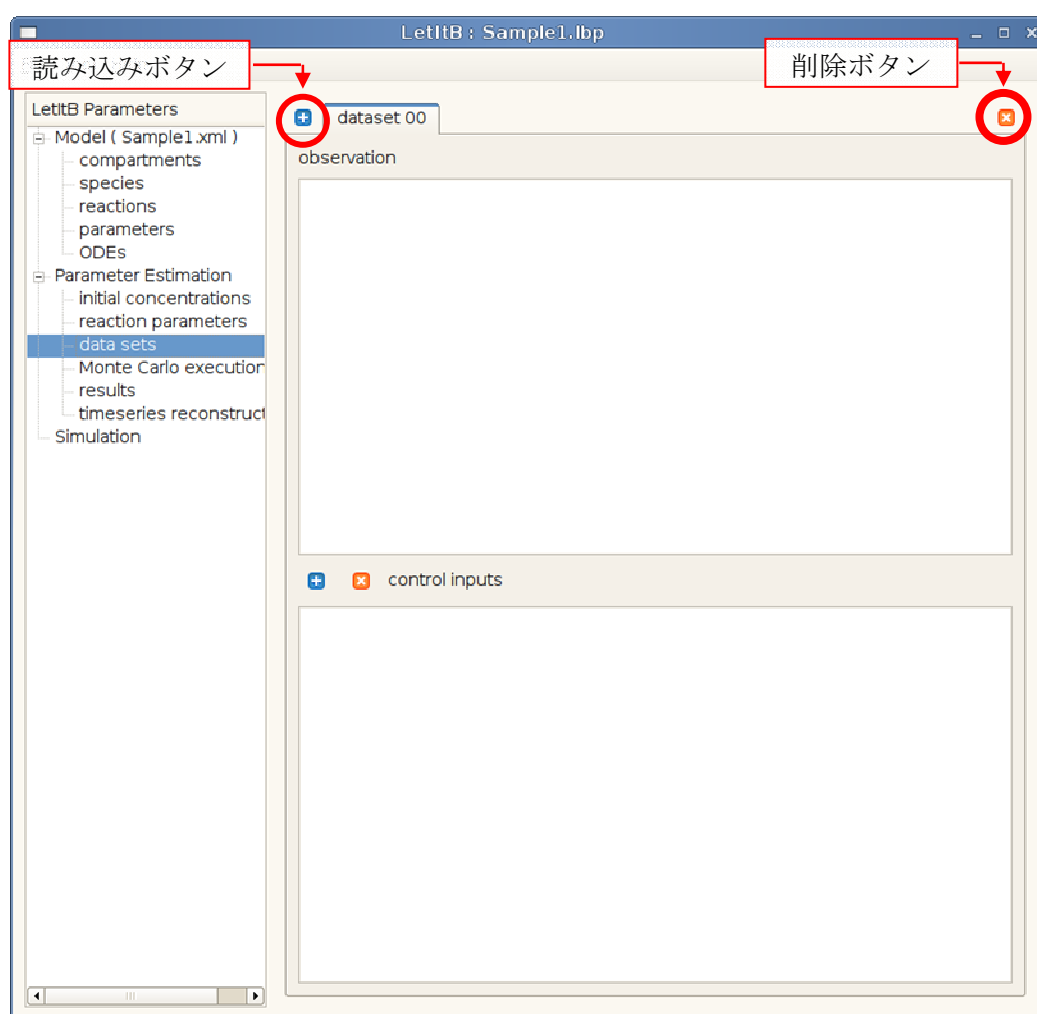 LetItB : Sample1.lbp
読み込みボタン
削除ボタン
LetItB Parameters
Model ( Sample1.xml )
compartments
species
reactions
parameters
ODEs
Parameter Estimation
initial concentrations
reaction parameters
data sets
Monte Carlo execution
results
timeseries reconstruct
Simulation
dataset 00
observation
control inputs